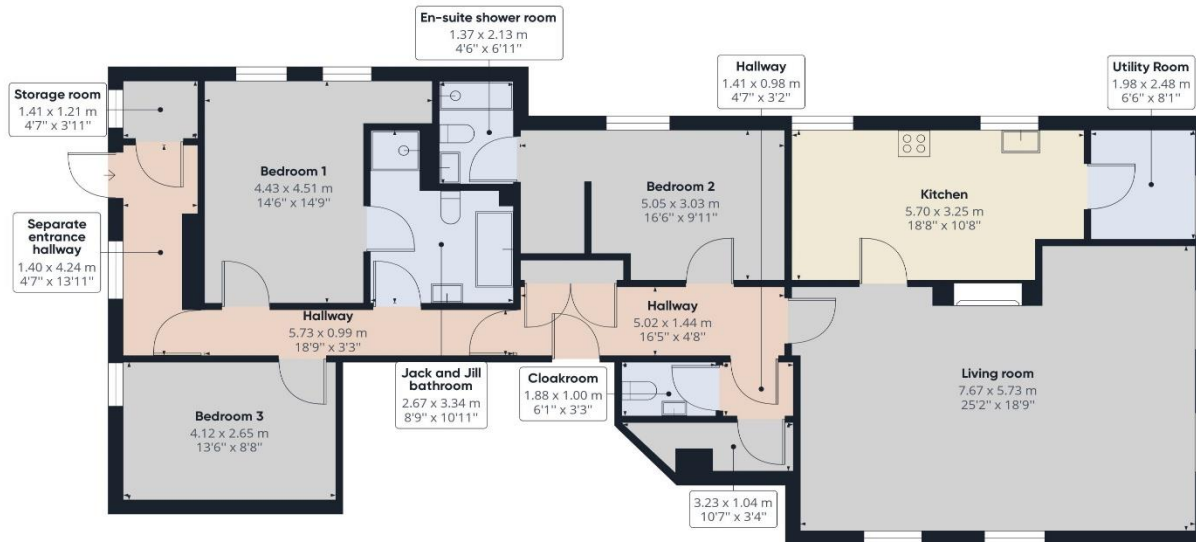 En-suite shower room
1.37 x 2.13 m
4'6" x 6'11"
Hallway
1.41 x 0.98 m
4'7" x 3'2"
Utility Room
1.98 x 2.48 m
6'6" x 8'1"
Storage room
1.41 x 1.21 m
4'7" x 3'11"
Bedroom 1
4.43 x 4.51 m
14'6" x 14'9"
Bedroom 2
5.05 x 3.03 m
16'6" x 9'11"
Kitchen
5.70 x 3.25 m
18'8" x 10'8"
Separate
entrance
hallway
1.40 x 4.24 m
4'7" x 13'11"
Hallway
5.73 x 0.99 m
18'9" x 3'3"
Hallway
5.02 x 1.44 m
16'5" x 4'8"
Jack and Jill
bathroom
2.67 x 3.34 m
8'9" x 10'11"
Cloakroom
1.88 x 1.00 m
6'1" x 3'3"
Living room
7.67 x 5.73 m
25'2" x 18'9"
Bedroom 3
4.12 x 2.65 m
13'6" x 8'8"
3.23 x 1.04 m
10'7" x 3'4"